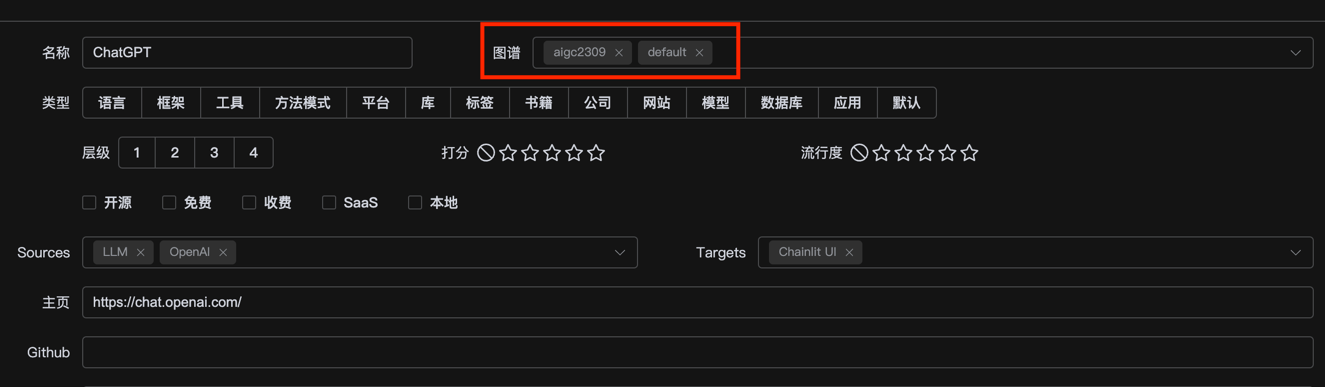 名称 ChatGPT 图谱 aigc2309 default
类型 语言 框架 工具 方法模式 平台 库 标签 书籍 公司 网站 模型 数据库 应用 默认
层级 1 2 3 4 打分 流行度
开源 免费 收费 SaaS 本地
Sources LLM OpenAI Targets Chainlit UI
主页 https://chat.openai.com/
Github